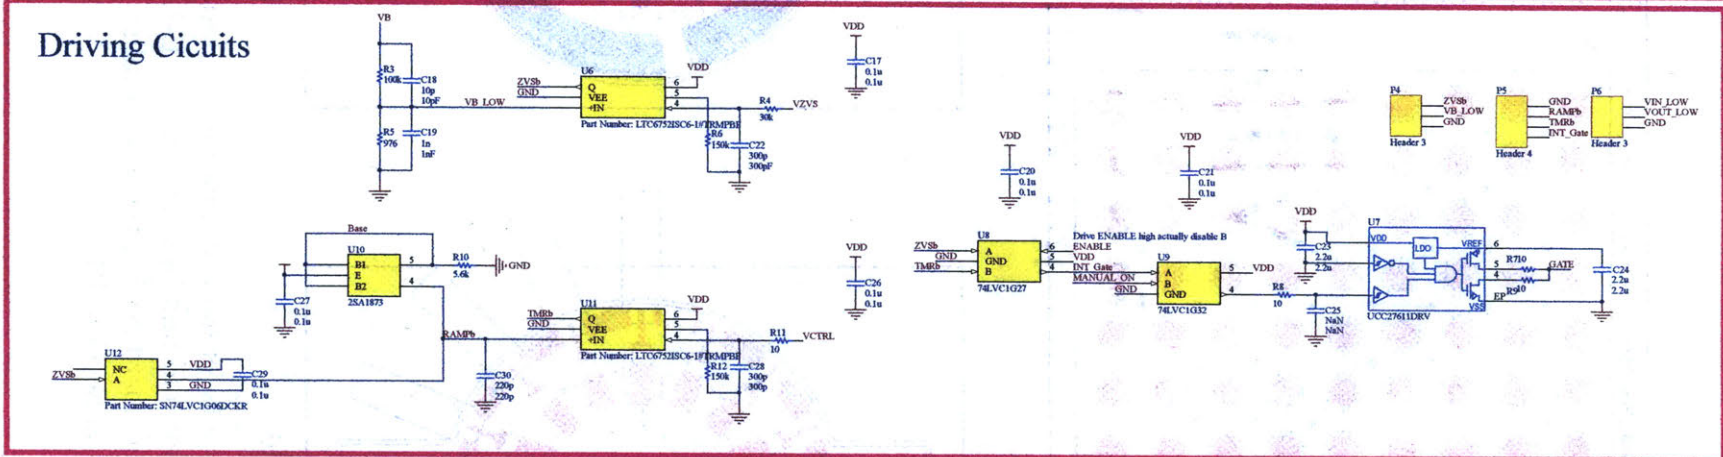 Driving Cicuits
VB
R3
100k
C18
10p
10pF
VB_LOW
R5
976
C19
1n
1nF
U6
ZVSb
GND
Q
VEE
+IN
6
5
4
VDD
Part Number: LTC6752ISC6-1#TRMPBF
R4
30k
VZVS
R6
150k
C22
300p
300pF
VDD
C17
0.1u
0.1u
P4
ZVSb
VB_LOW
GND
Header 3
P5
GND
RAMPb
TMRb
INT_Gate
Header 4
P6
VIN_LOW
VOUT_LOW
GND
Header 3
VDD
C20
0.1u
0.1u
VDD
C21
0.1u
0.1u
Base
U10
B1
E
B2
5
4
2SA1873
R10
5.6k
GND
C27
0.1u
0.1u
U12
NC
A
ZVSb
5
4
3
VDD
GND
Part Number: SN74LVC1G06DCKR
C29
0.1u
0.1u
RAMPb
C30
220p
220p
U11
TMRb
GND
Q
VEE
+IN
6
5
4
VDD
Part Number: LTC6752ISC6-1#TRMPBF
R11
10
VCTRL
R12
150k
C28
300p
300p
VDD
C26
0.1u
0.1u
U8
ZVSb
GND
TMRb
A
GND
B
6
5
4
74LVC1G27
Drive ENABLE high actually disable B
ENABLE
VDD
INT_Gate
MANUAL_ON
GND
U9
A
B
GND
5
4
VDD
74LVC1G32
R8
10
C25
NaN
NaN
VDD
C23
2.2u
2.2u
U7
VDD
LDO
VREF
6
5
4
EP
VSS
UCC27611DRV
R7
10
R9
10
GATE
C24
2.2u
2.2u